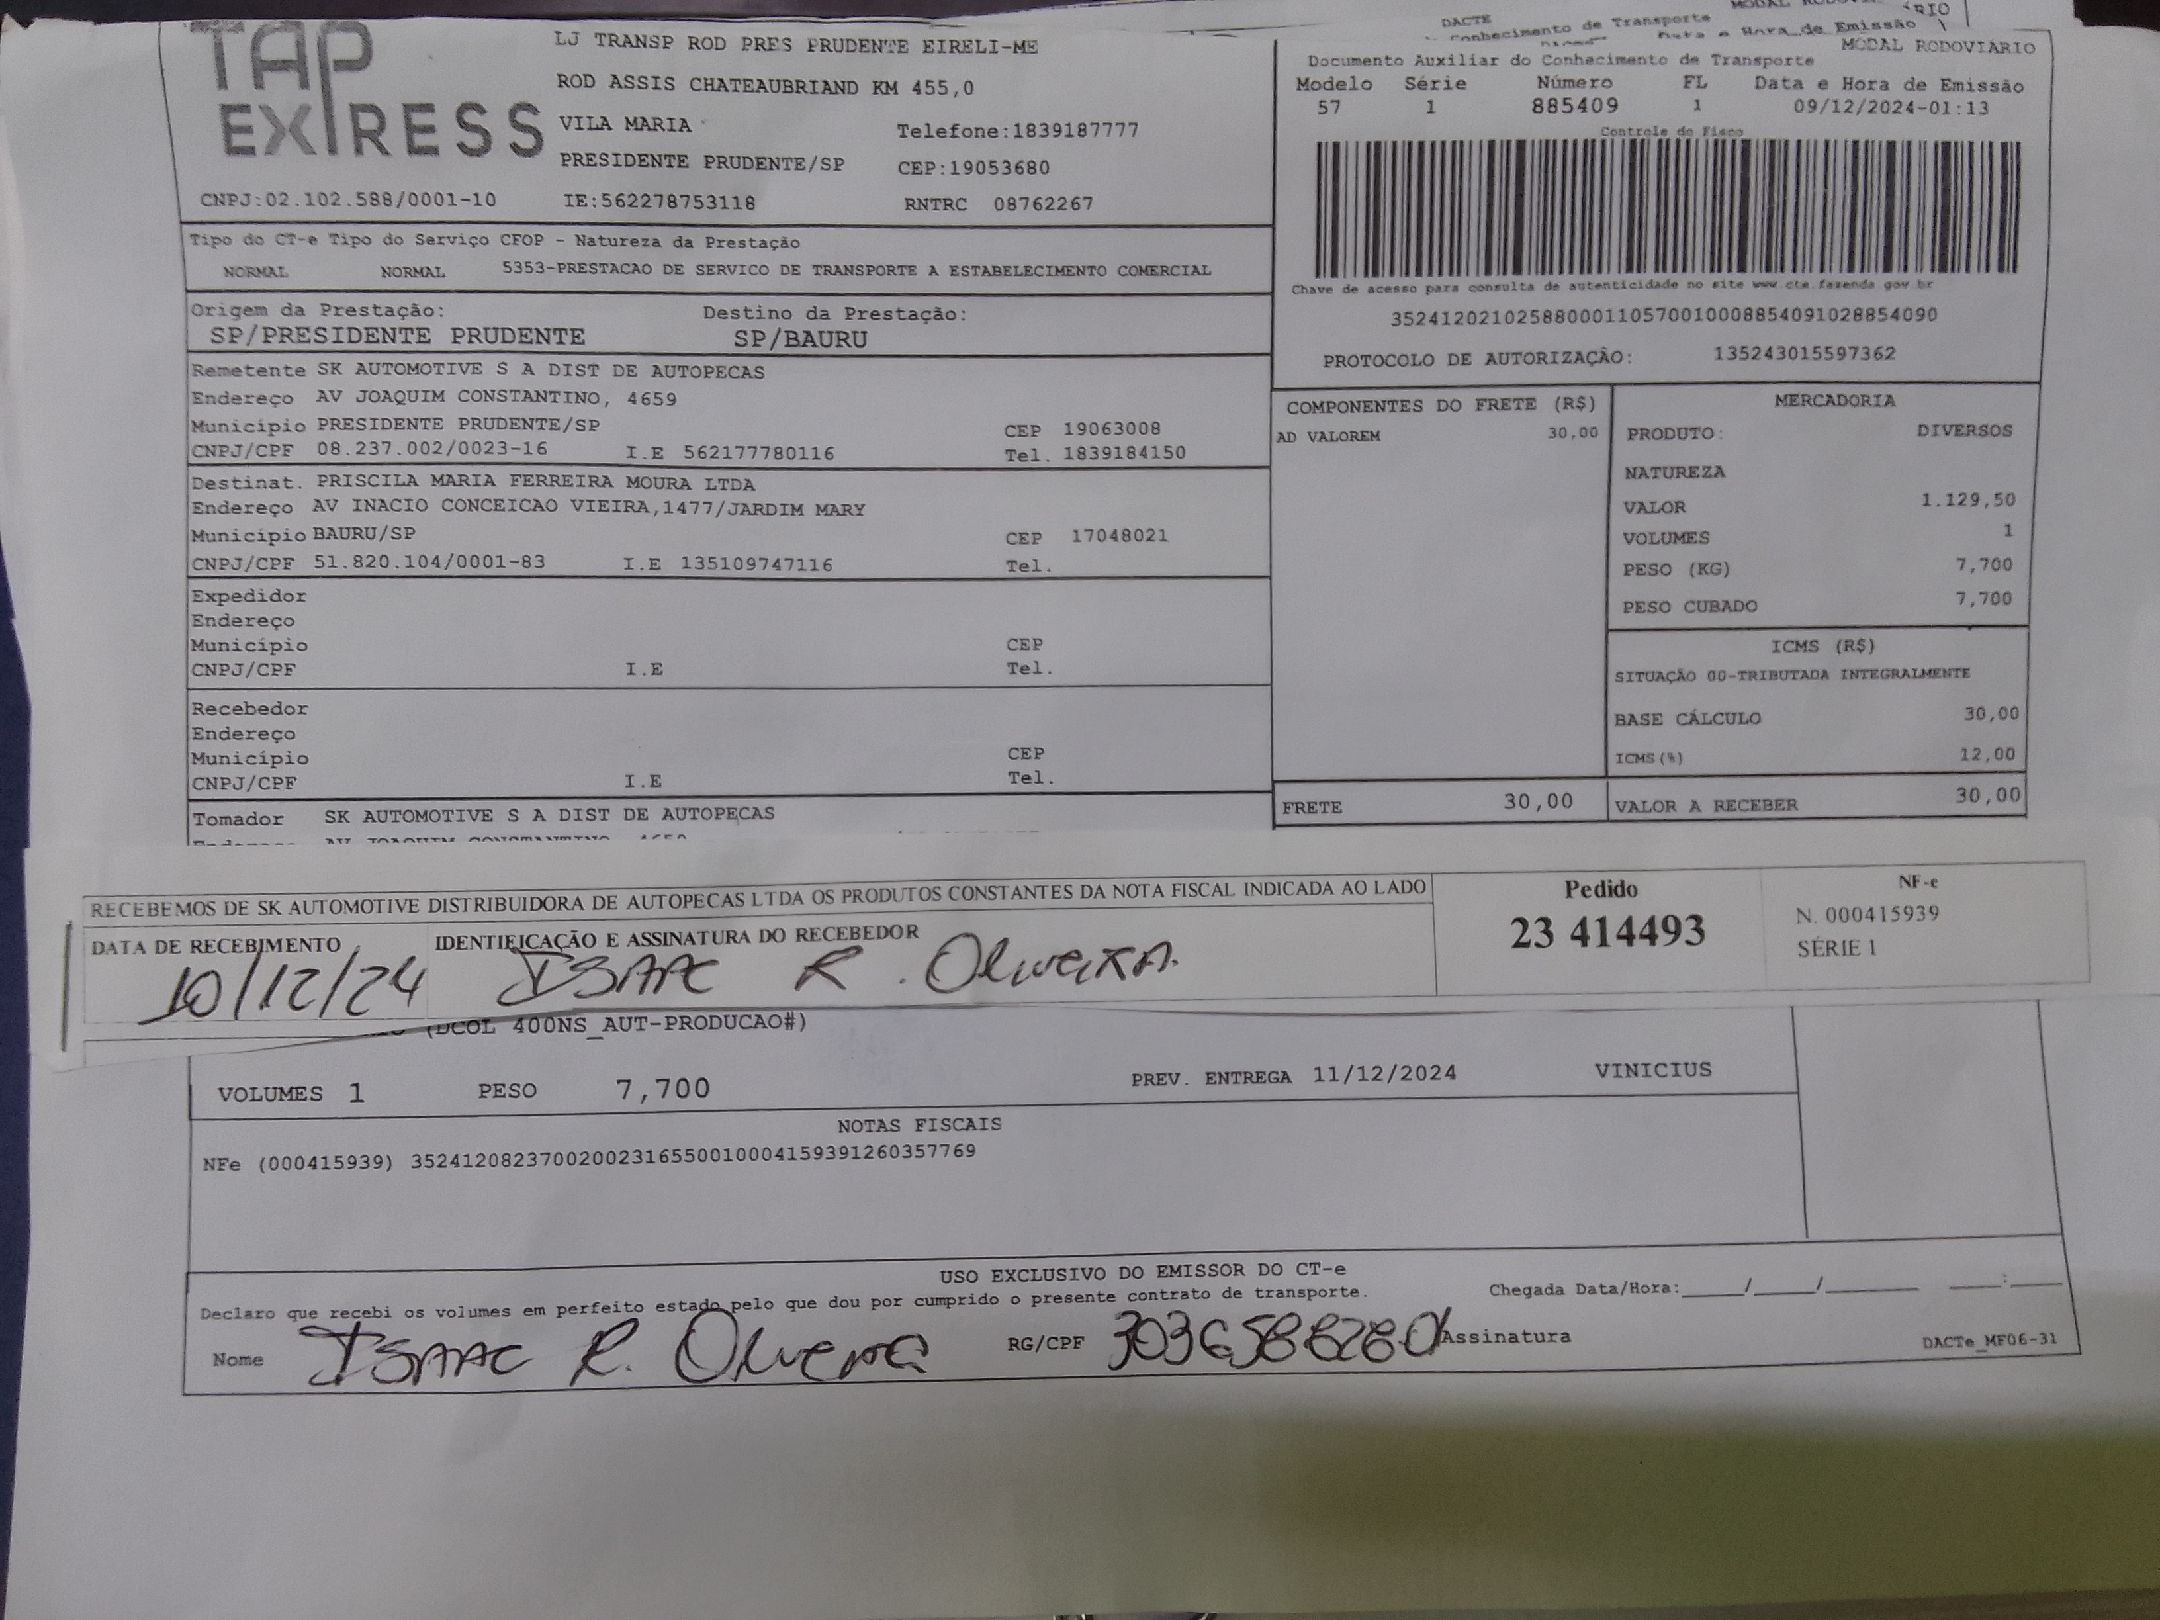 DACTE
Conhecimento de Transporte
Hora de Emissão
TAP EXPRESS
LJ TRANSP ROD PRES PRUDENTE EIRELI-ME
ROD ASSIS CHATEAUBRIAND KM 455,0
VILA MARIA Telefone:1839187777
PRESIDENTE PRUDENTE/SP CEP:19053680
CNPJ:02.102.588/0001-10 IE:562278753118 RNTRC 08762267
MODAL RODOVIÁRIO
Documento Auxiliar do Conhecimento de Transporte
Modelo Série Número FL Data e Hora de Emissão
57 1 885409 1 09/12/2024-01:13
Controle do Fisco
Chave de acesso para consulta de autenticidade no site www.cte.fazenda gov.br
35241202102588000110570010008854091028854090
PROTOCOLO DE AUTORIZAÇÃO: 135243015597362
Tipo do CT-e Tipo do Serviço CFOP - Natureza da Prestação
NORMAL NORMAL 5353-PRESTACAO DE SERVICO DE TRANSPORTE A ESTABELECIMENTO COMERCIAL
Origem da Prestação: Destino da Prestação:
SP/PRESIDENTE PRUDENTE SP/BAURU
Remetente SK AUTOMOTIVE S A DIST DE AUTOPECAS
Endereço AV JOAQUIM CONSTANTINO, 4659
Município PRESIDENTE PRUDENTE/SP CEP 19063008
CNPJ/CPF 08.237.002/0023-16 I.E 562177780116 Tel. 1839184150
Destinat. PRISCILA MARIA FERREIRA MOURA LTDA
Endereço AV INACIO CONCEICAO VIEIRA,1477/JARDIM MARY
Município BAURU/SP CEP 17048021
CNPJ/CPF 51.820.104/0001-83 I.E 135109747116 Tel.
Expedidor
Endereço
Município CEP
CNPJ/CPF I.E Tel.
Recebedor
Endereço
Município CEP
CNPJ/CPF I.E Tel.
Tomador SK AUTOMOTIVE S A DIST DE AUTOPECAS
COMPONENTES DO FRETE (R$)
AD VALOREM 30,00
FRETE 30,00
MERCADORIA
PRODUTO: DIVERSOS
NATUREZA
VALOR 1.129,50
VOLUMES 1
PESO (KG) 7,700
PESO CUBADO 7,700
ICMS (R$)
SITUAÇÃO 00-TRIBUTADA INTEGRALMENTE
BASE CÁLCULO 30,00
ICMS(%) 12,00
VALOR A RECEBER 30,00
RECEBEMOS DE SK AUTOMOTIVE DISTRIBUIDORA DE AUTOPECAS LTDA OS PRODUTOS CONSTANTES DA NOTA FISCAL INDICADA AO LADO
DATA DE RECEBIMENTO IDENTIFICAÇÃO E ASSINATURA DO RECEBEDOR
10/12/24 ISAAC R. Oliveira
Pedido
23 414493
NF-e
N. 000415939
SÉRIE 1
(DCOL 400NS_AUT-PRODUCAO#)
VOLUMES 1 PESO 7,700 PREV. ENTREGA 11/12/2024 VINICIUS
NOTAS FISCAIS
NFe (000415939) 35241208237002002316550010004159391260357769
USO EXCLUSIVO DO EMISSOR DO CT-e
Declaro que recebi os volumes em perfeito estado pelo que dou por cumprido o presente contrato de transporte. Chegada Data/Hora:_____/_____/________ ____:____
Nome ISAAC R. Oliveira RG/CPF Assinatura
DACTe_MF06-31